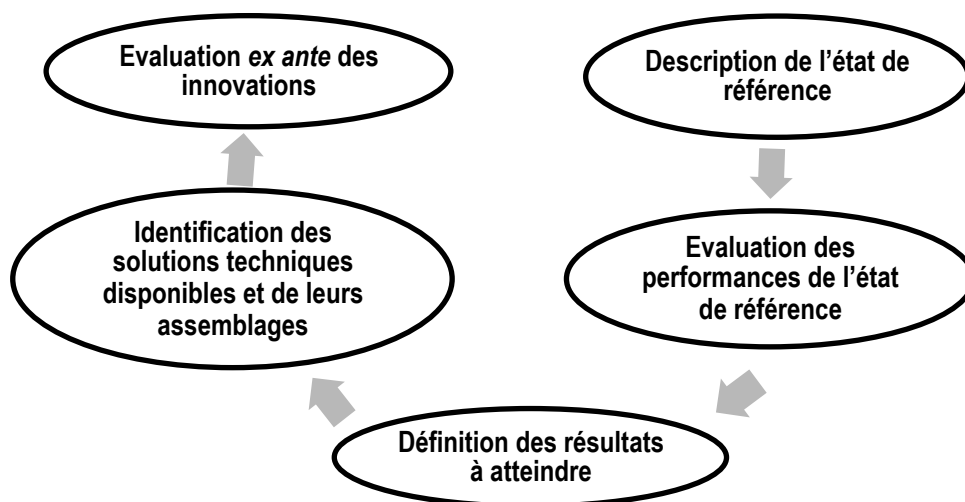 Description de l’état de
référence
Evaluation des
performances de l’état
de référence
Définition des résultats
à atteindre
Identification des
solutions techniques
disponibles et de leurs
assemblages
Evaluation ex ante des
innovations